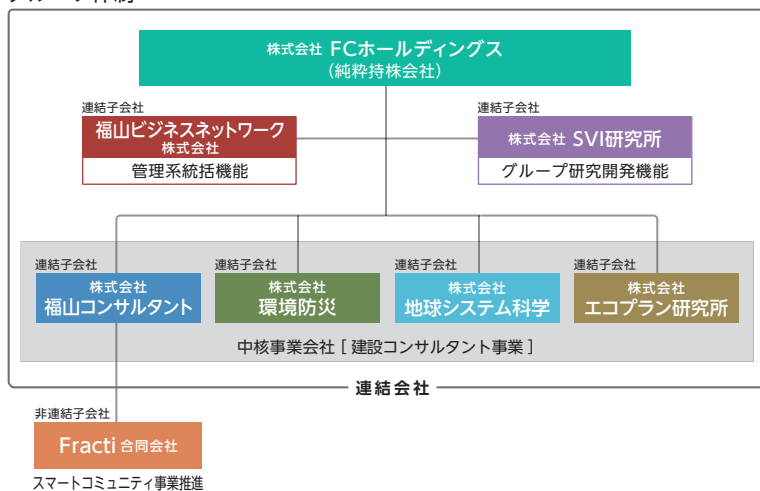 株式会社 FCホールディングス
（純粋持株会社）
連結子会社
福山ビジネスネットワーク
株式会社
管理系統括機能
連結子会社
株式会社 SVI研究所
グループ研究開発機能
連結子会社
株式会社
福山コンサルタント
連結子会社
株式会社
環境防災
連結子会社
株式会社
地球システム科学
連結子会社
株式会社
エコプラン研究所
中核事業会社 [ 建設コンサルタント事業 ]
連結会社
非連結子会社
Fracti 合同会社
スマートコミュニティ事業推進